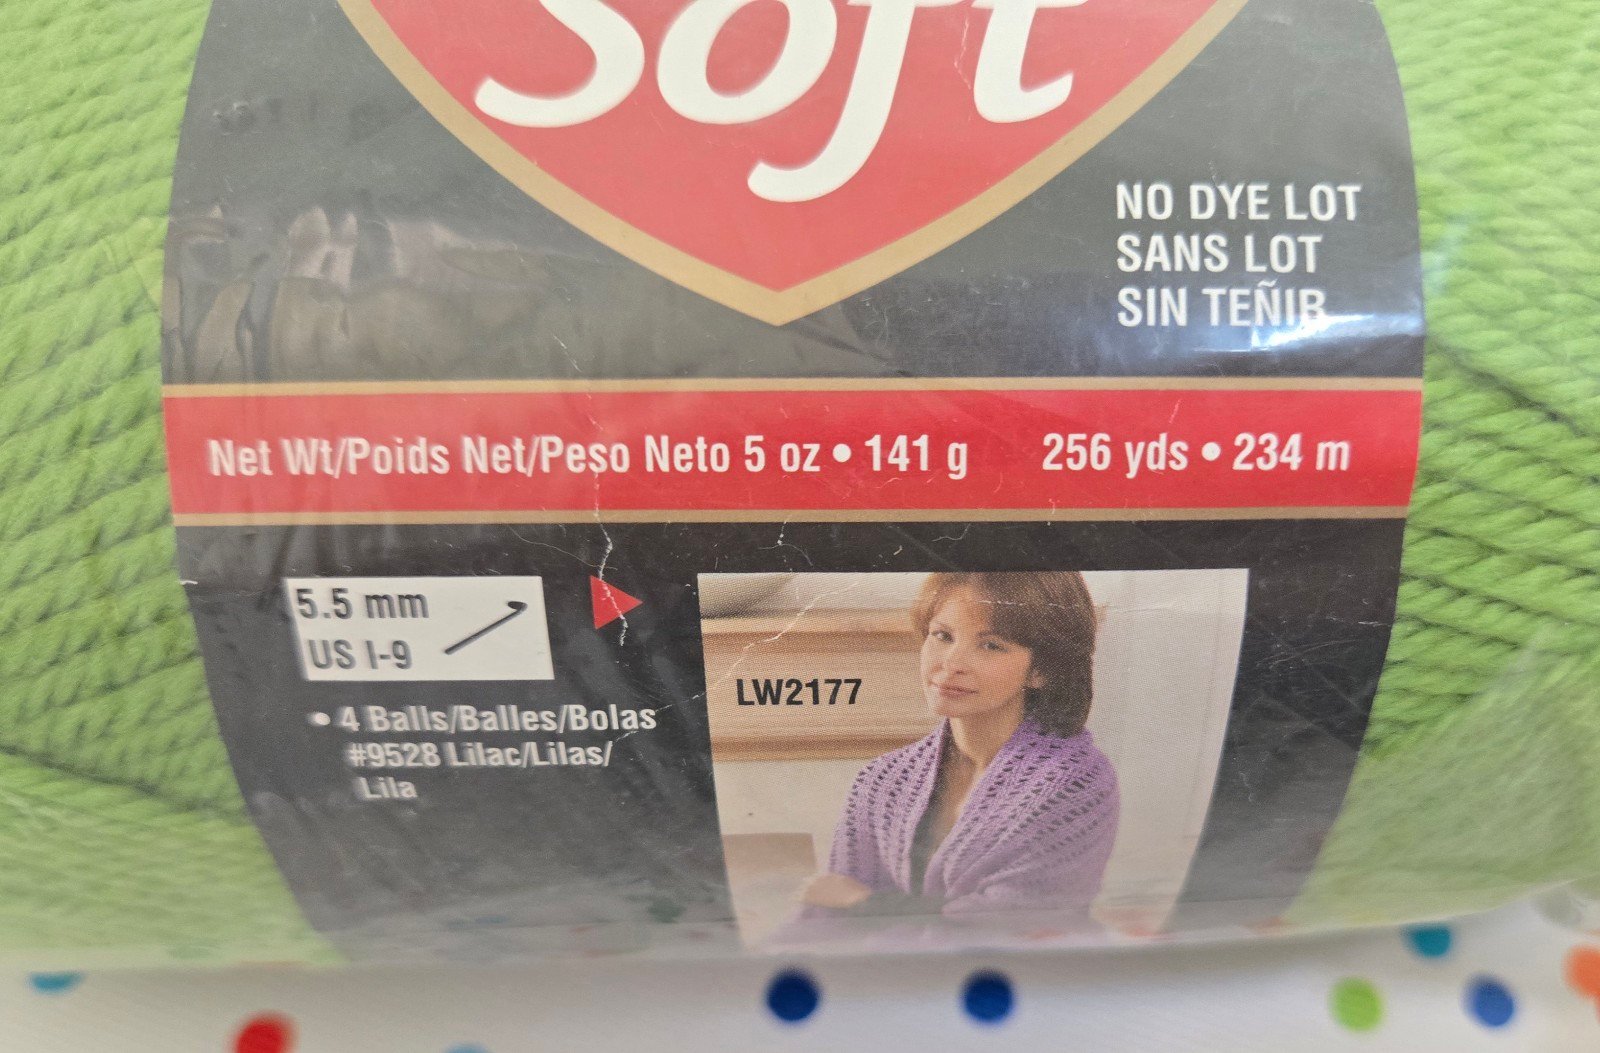 Soft
NO DYE LOT
SANS LOT
SIN TEÑIR
Net Wt/Poids Net/Peso Neto 5 oz • 141 g 256 yds • 234 m
5.5 mm
US I-9
• 4 Balls/Balles/Bolas
#9528 Lilac/Lilas/
Lila
LW2177